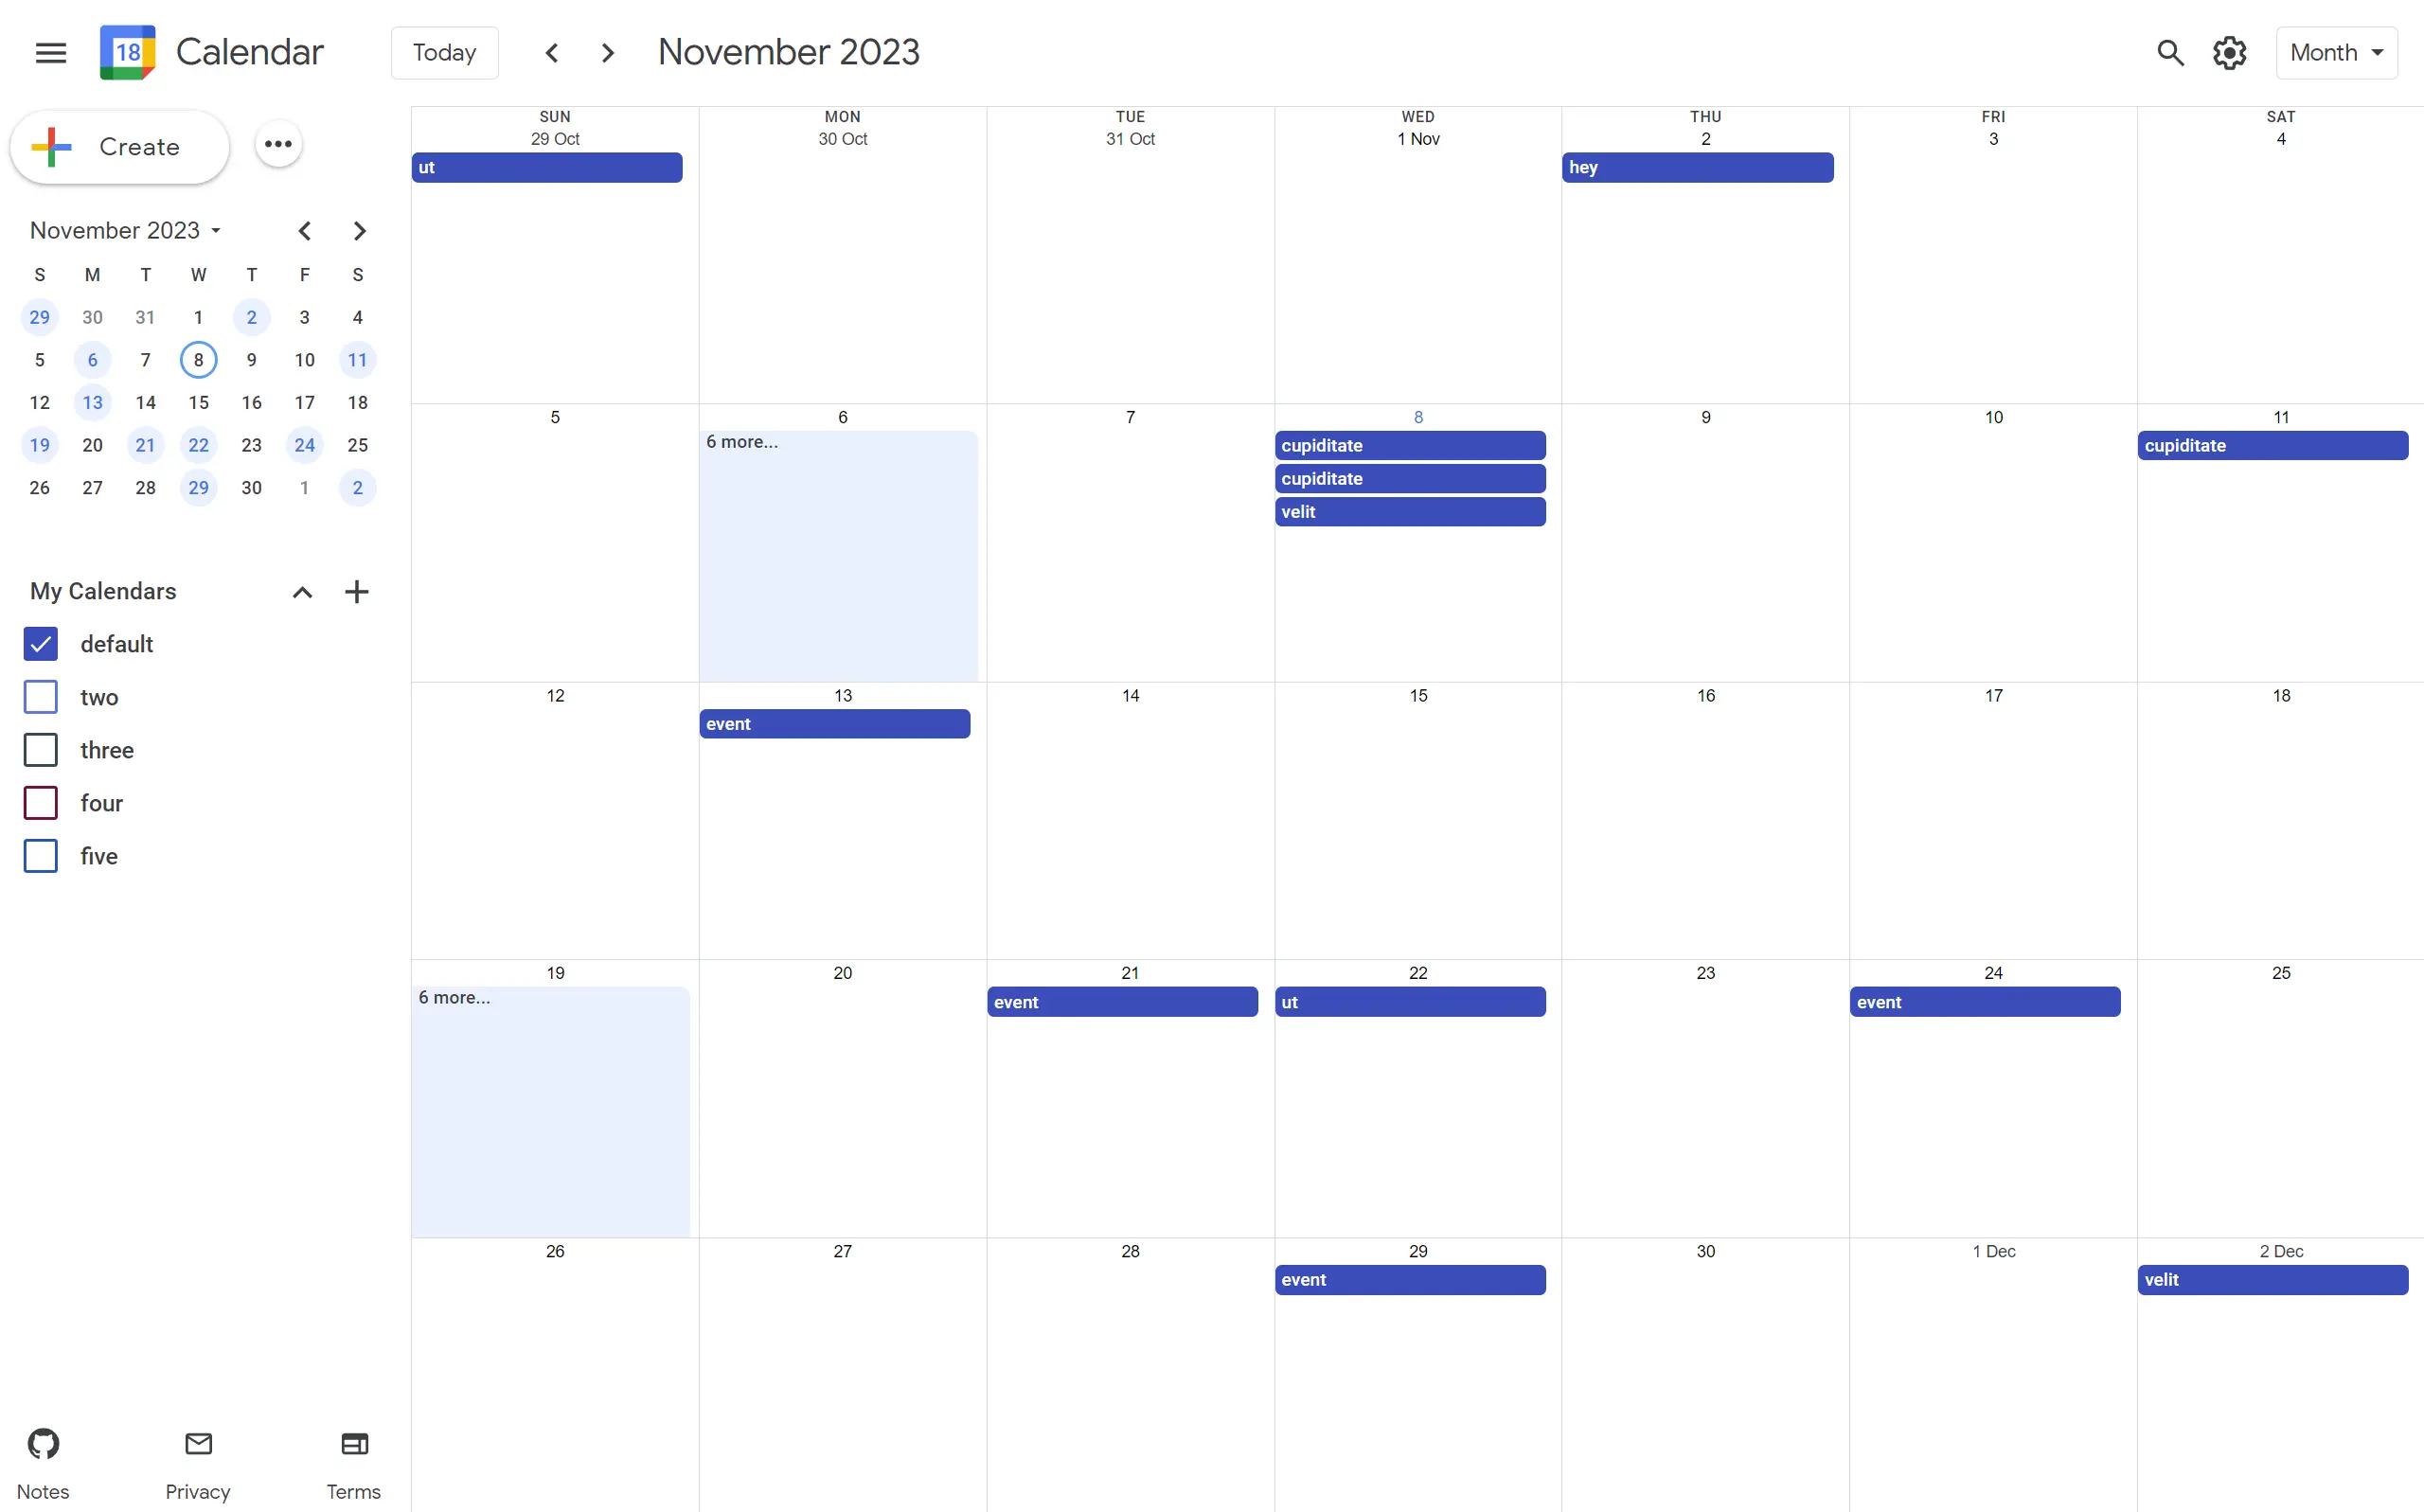 18 Calendar Today November 2023 Month
Create
November 2023
S M T W T F S
29 30 31 1 2 3 4
5 6 7 8 9 10 11
12 13 14 15 16 17 18
19 20 21 22 23 24 25
26 27 28 29 30 1 2
My Calendars
default
two
three
four
five
Notes Privacy Terms
SUN MON TUE WED THU FRI SAT
29 Oct 30 Oct 31 Oct 1 Nov 2 3 4
ut hey
5 6 7 8 9 10 11
6 more... cupiditate cupiditate
cupiditate
velit
12 13 14 15 16 17 18
event
19 20 21 22 23 24 25
6 more... event ut event
26 27 28 29 30 1 Dec 2 Dec
event velit